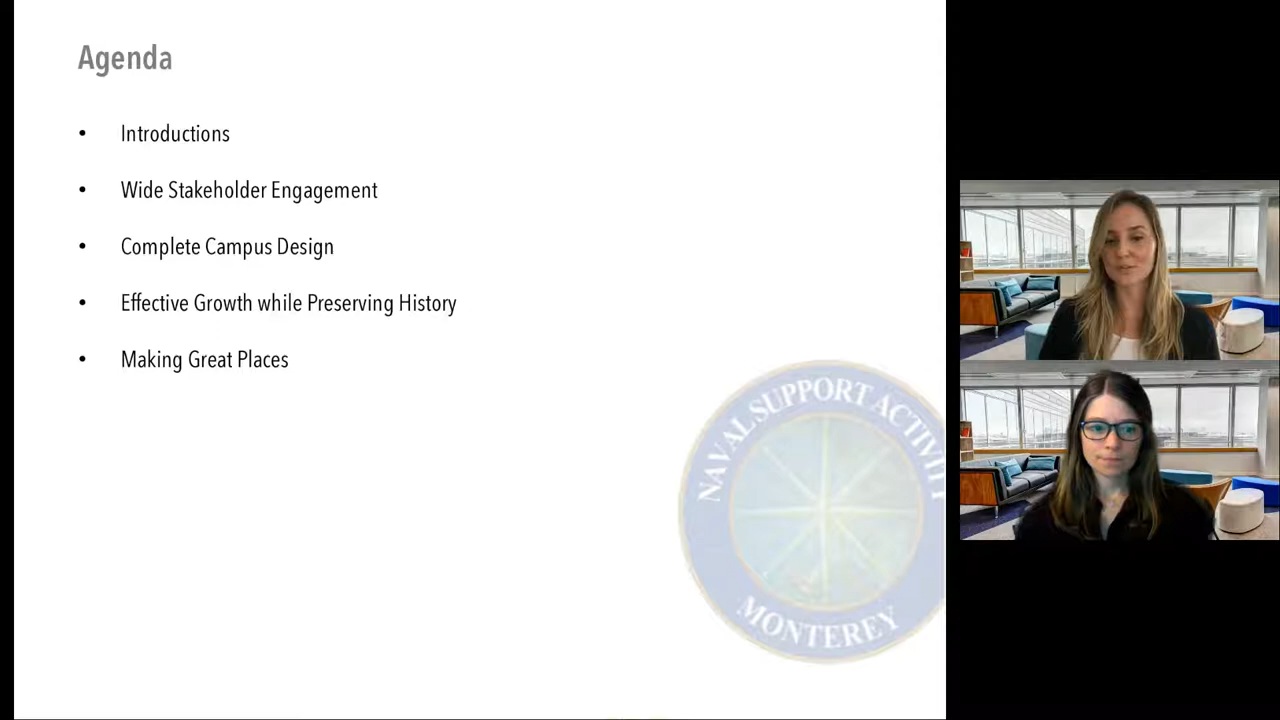 Agenda
• Introductions
• Wide Stakeholder Engagement
• Complete Campus Design
• Effective Growth while Preserving History
• Making Great Places
NAVAL SUPPORT ACTIVITY
MONTEREY